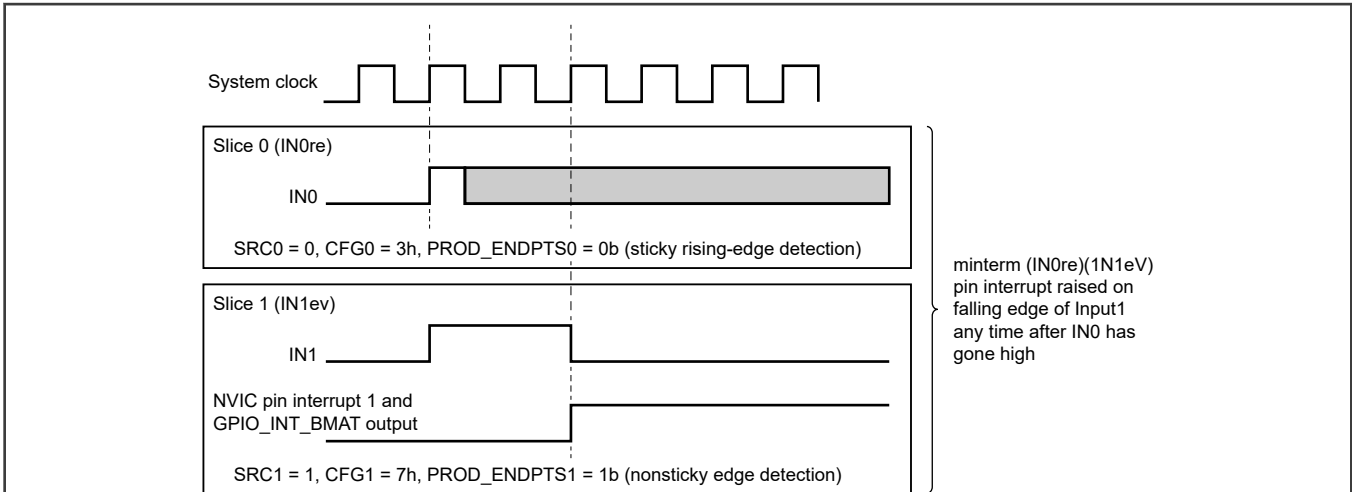 System clock
Slice 0 (IN0re)
IN0
SRC0 = 0, CFG0 = 3h, PROD_ENDPTS0 = 0b (sticky rising-edge detection)
Slice 1 (IN1ev)
IN1
NVIC pin interrupt 1 and
GPIO_INT_BMAT output
SRC1 = 1, CFG1 = 7h, PROD_ENDPTS1 = 1b (nonsticky edge detection)
minterm (IN0re)(1N1eV)
pin interrupt raised on
falling edge of Input1
any time after IN0 has
gone high